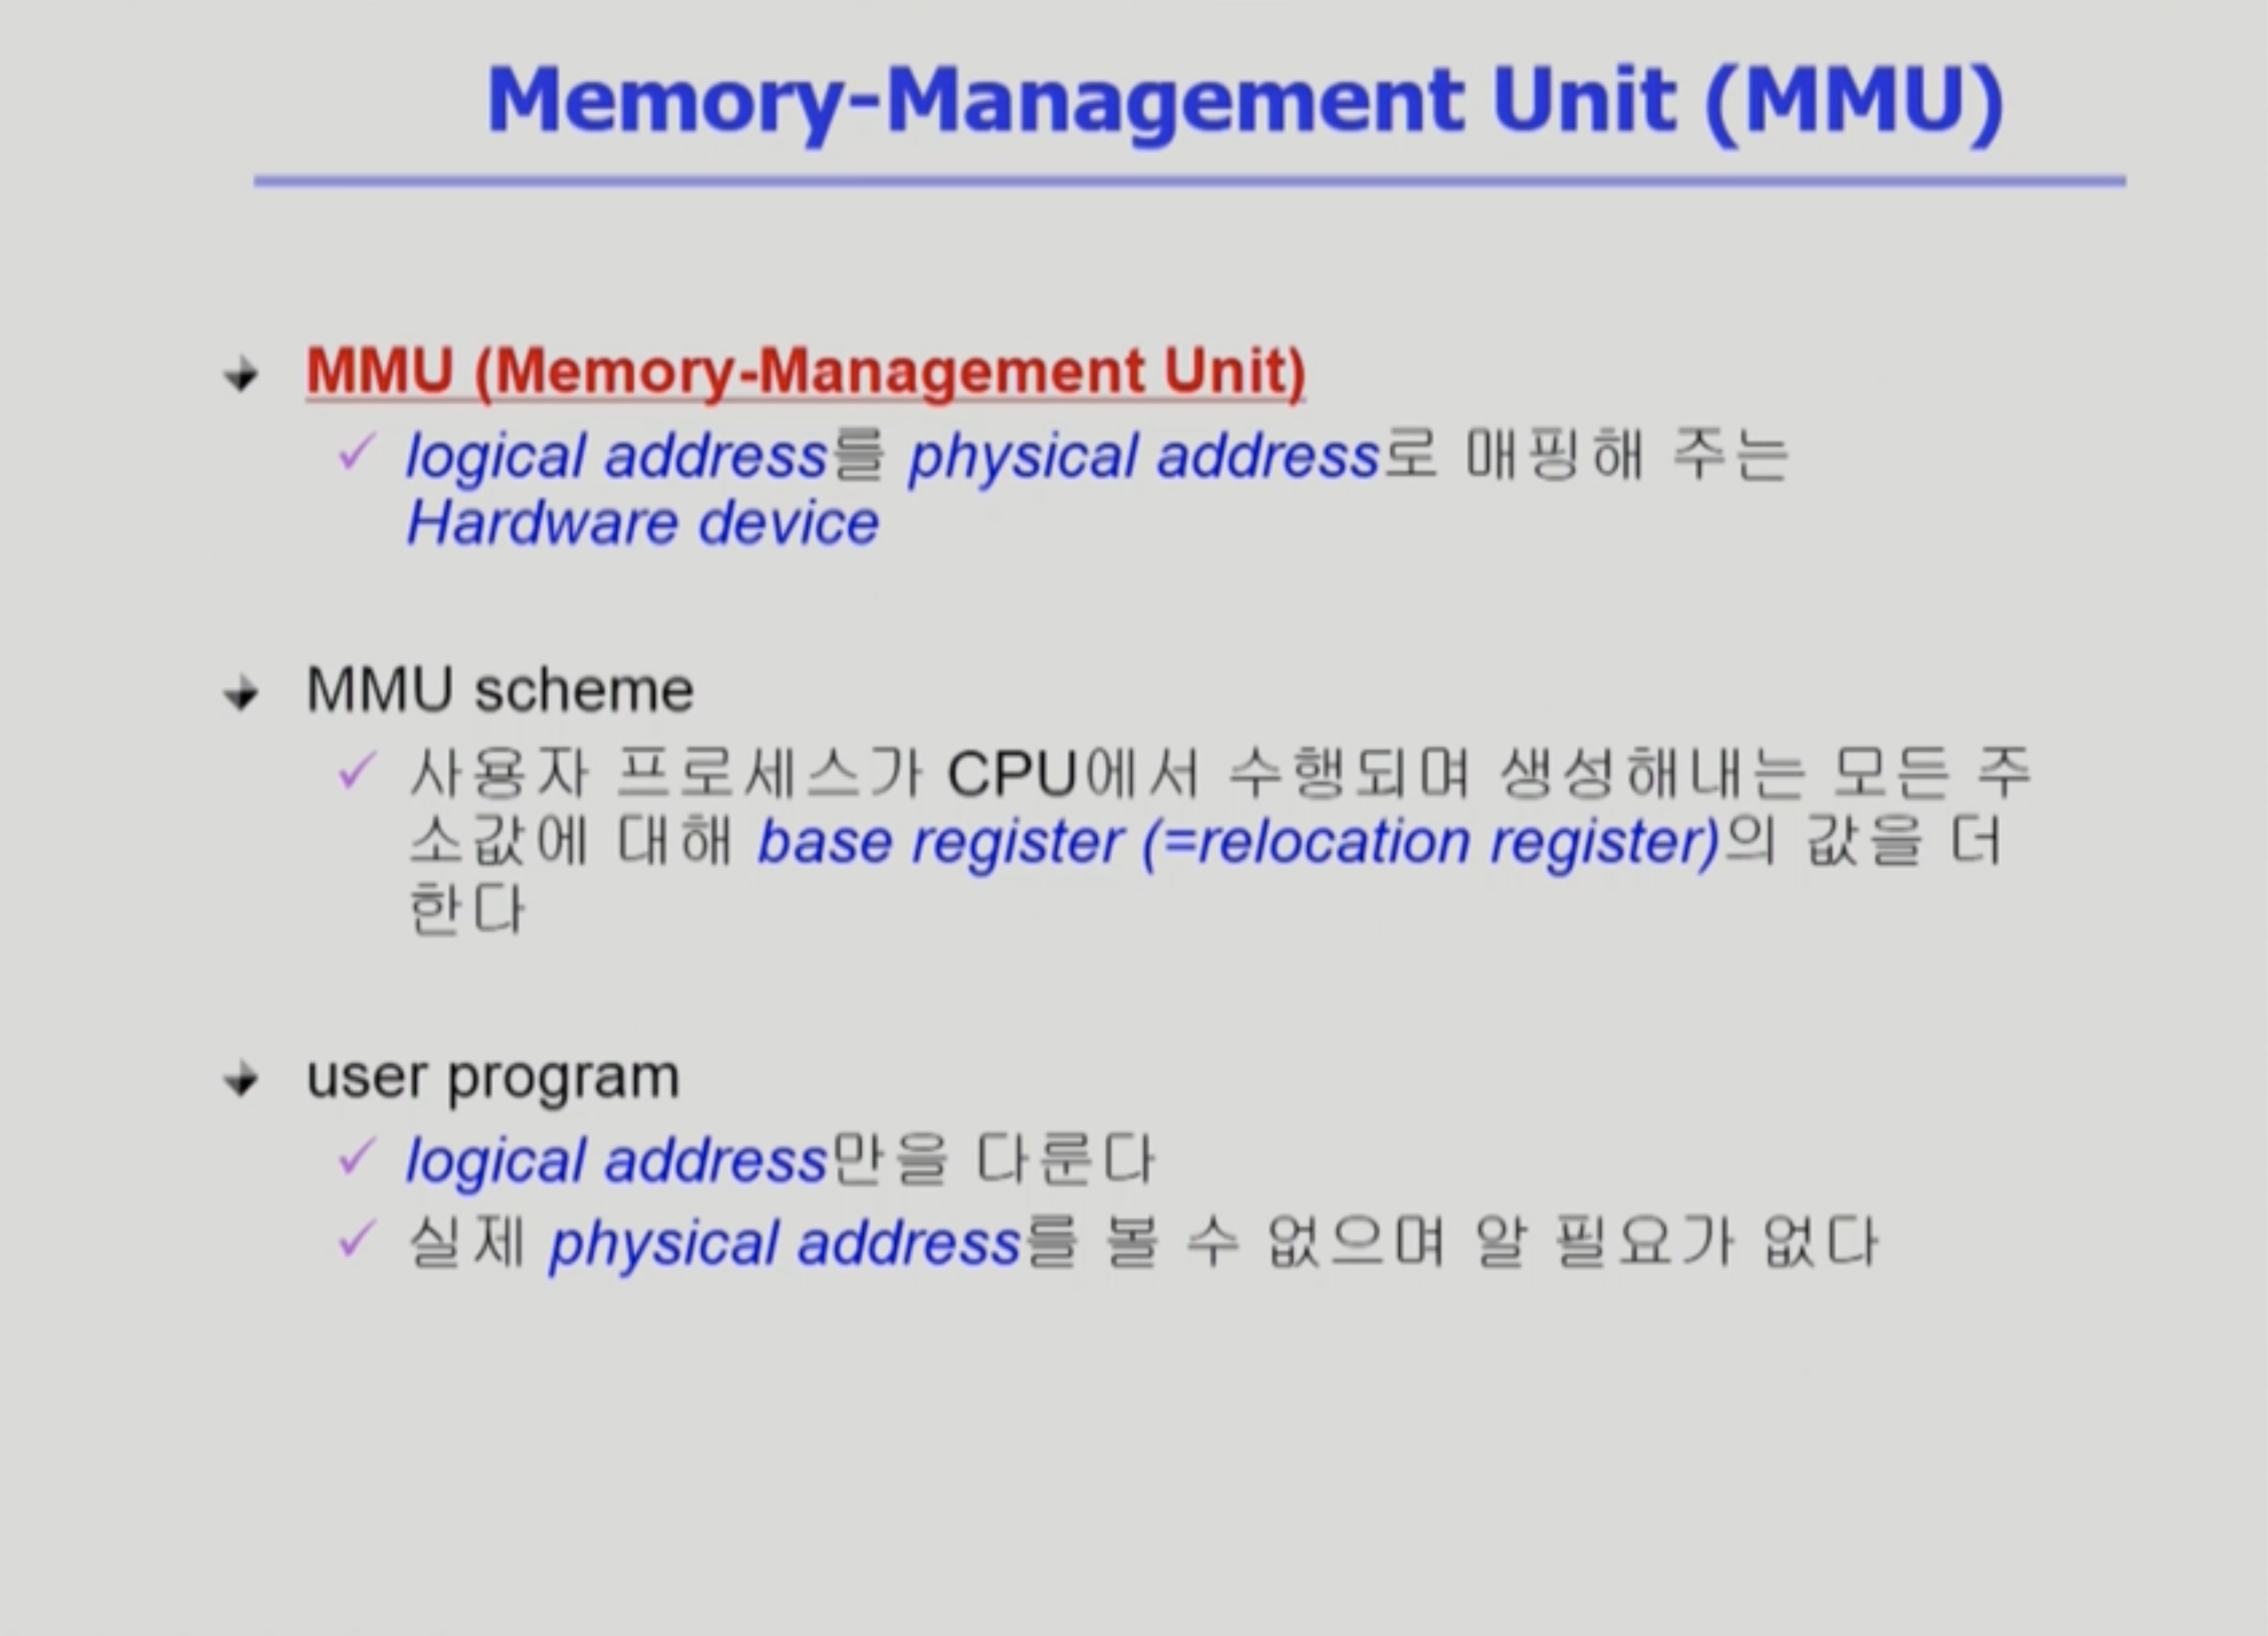 Memory-Management Unit (MMU)
MMU (Memory-Management Unit)
logical address를 physical address로 매핑해 주는
Hardware device
MMU scheme
사용자 프로세스가 CPU에서 수행되며 생성해내는 모든 주
소값에 대해 base register (=relocation register)의 값을 더
한다
user program
logical address만을 다룬다
실제 physical address를 볼 수 없으며 알 필요가 없다